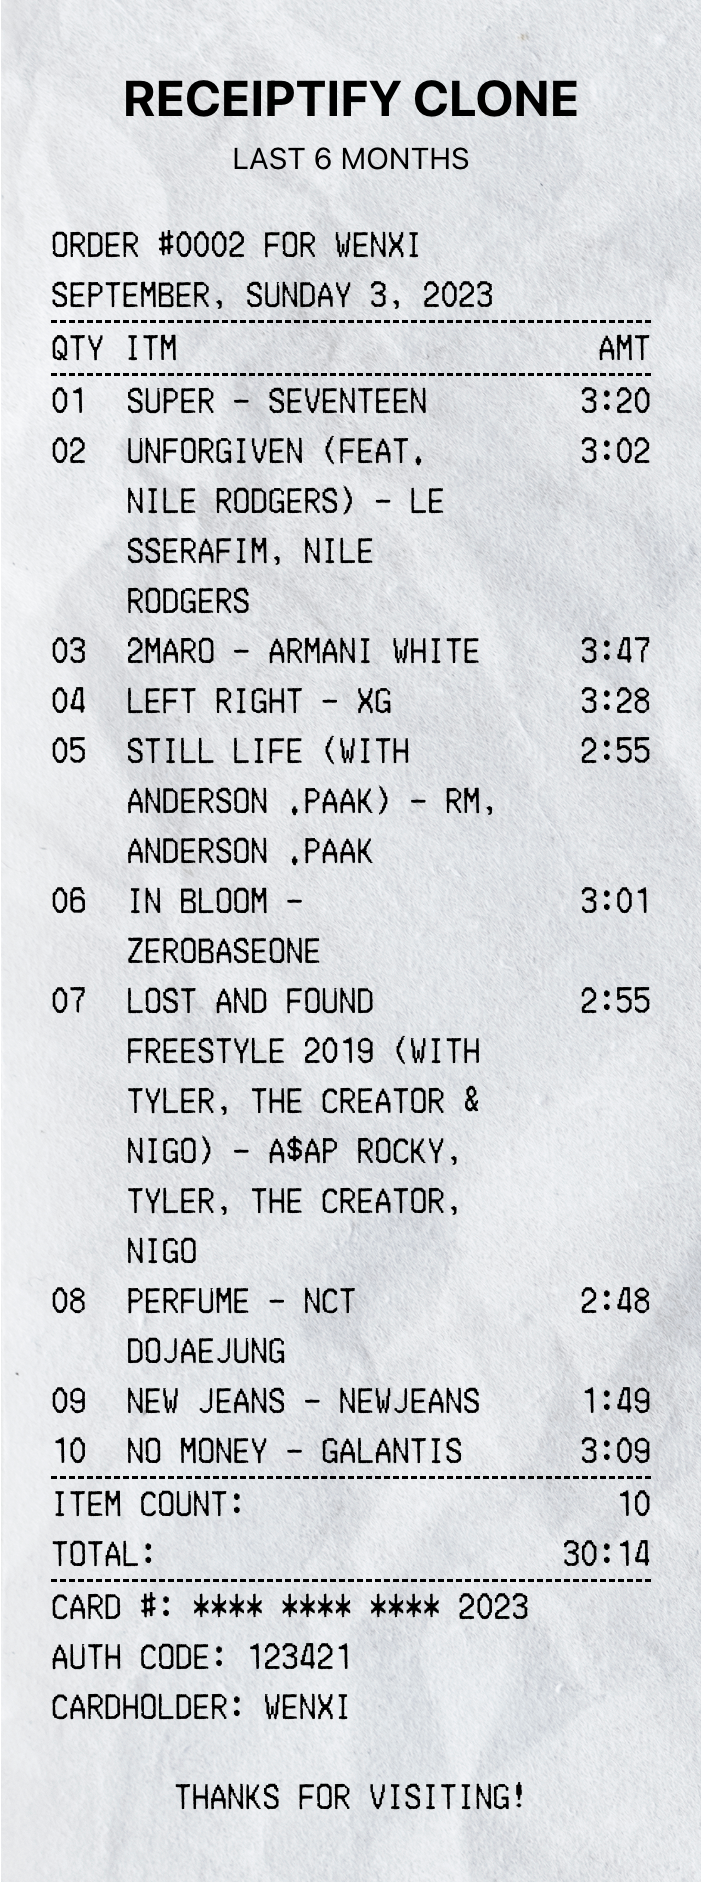 RECEIPTIFY CLONE
LAST 6 MONTHS
ORDER #0002 FOR WENXI
SEPTEMBER, SUNDAY 3, 2023
QTY ITM AMT
01 SUPER - SEVENTEEN 3:20
02 UNFORGIVEN (FEAT. 3:02
NILE RODGERS) - LE
SSERAFIM, NILE
RODGERS
03 2MARO - ARMANI WHITE 3:47
04 LEFT RIGHT - XG 3:28
05 STILL LIFE (WITH 2:55
ANDERSON .PAAK) - RM,
ANDERSON .PAAK
06 IN BLOOM - 3:01
ZEROBASEONE
07 LOST AND FOUND 2:55
FREESTYLE 2019 (WITH
TYLER, THE CREATOR &
NIGO) - A$AP ROCKY,
TYLER, THE CREATOR,
NIGO
08 PERFUME - NCT 2:48
DOJAEJUNG
09 NEW JEANS - NEWJEANS 1:49
10 NO MONEY - GALANTIS 3:09
ITEM COUNT: 10
TOTAL: 30:14
CARD #: **** **** **** 2023
AUTH CODE: 123421
CARDHOLDER: WENXI
THANKS FOR VISITING!